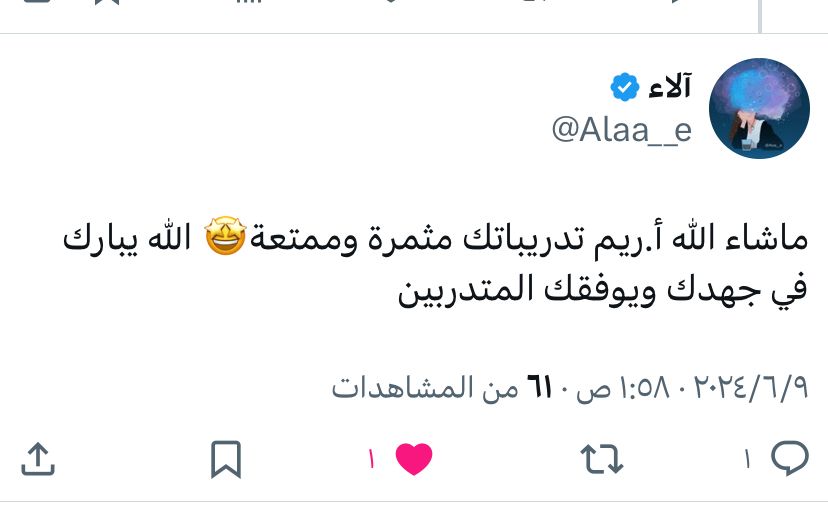 آلاء
@Alaa__e
ماشاء الله أ.ريم تدريباتك مثمرة وممتعة🤩 الله يبارك
في جهدك ويوفقك المتدربين
٢٠٢٤/٦/٩ · ١:٥٨ ص · ٦١ من المشاهدات
١ ١